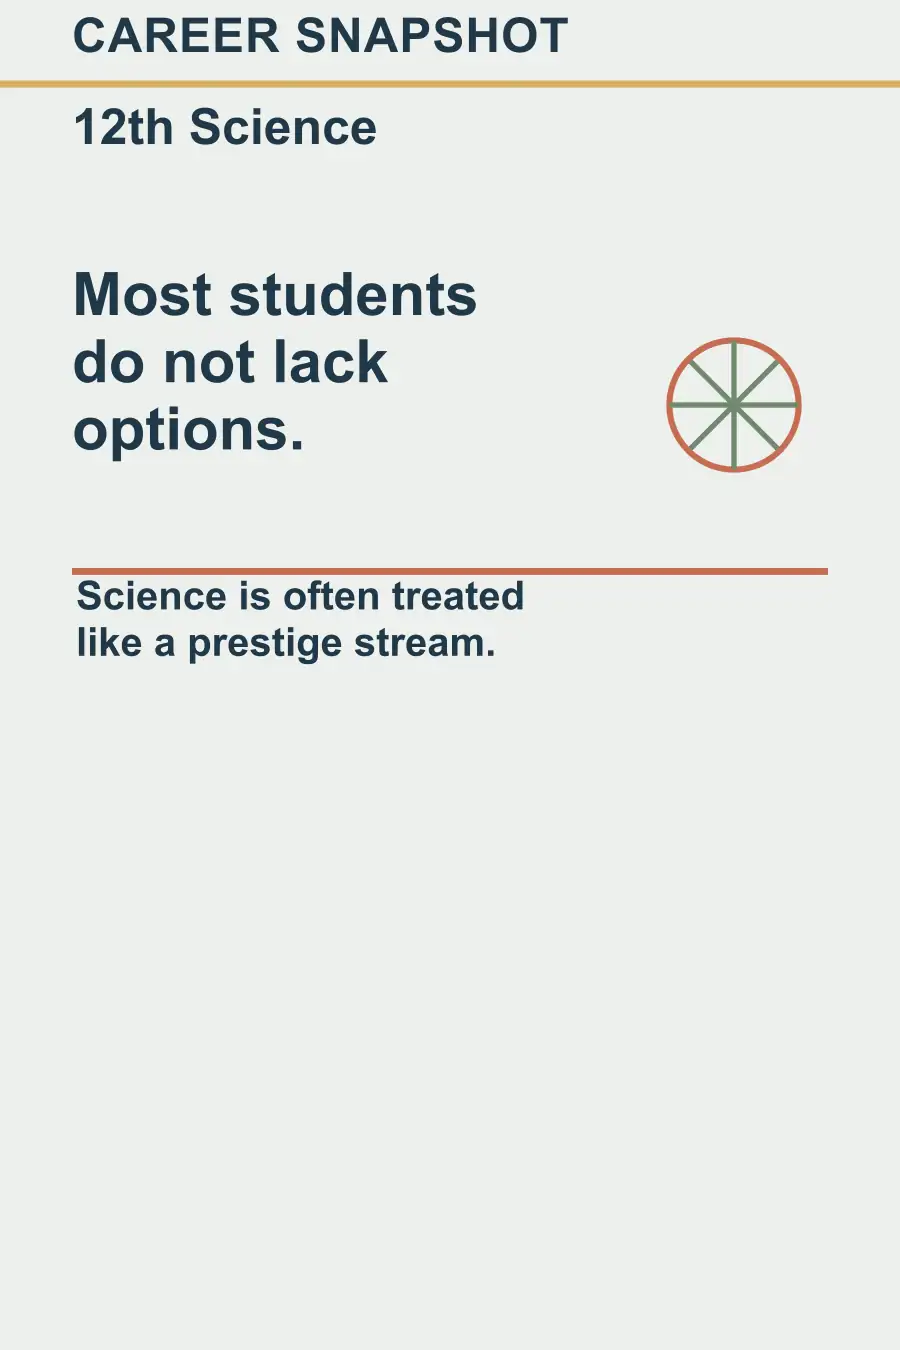 CAREER SNAPSHOT
12th Science
Most students
do not lack
options.
Science is often treated
like a prestige stream.